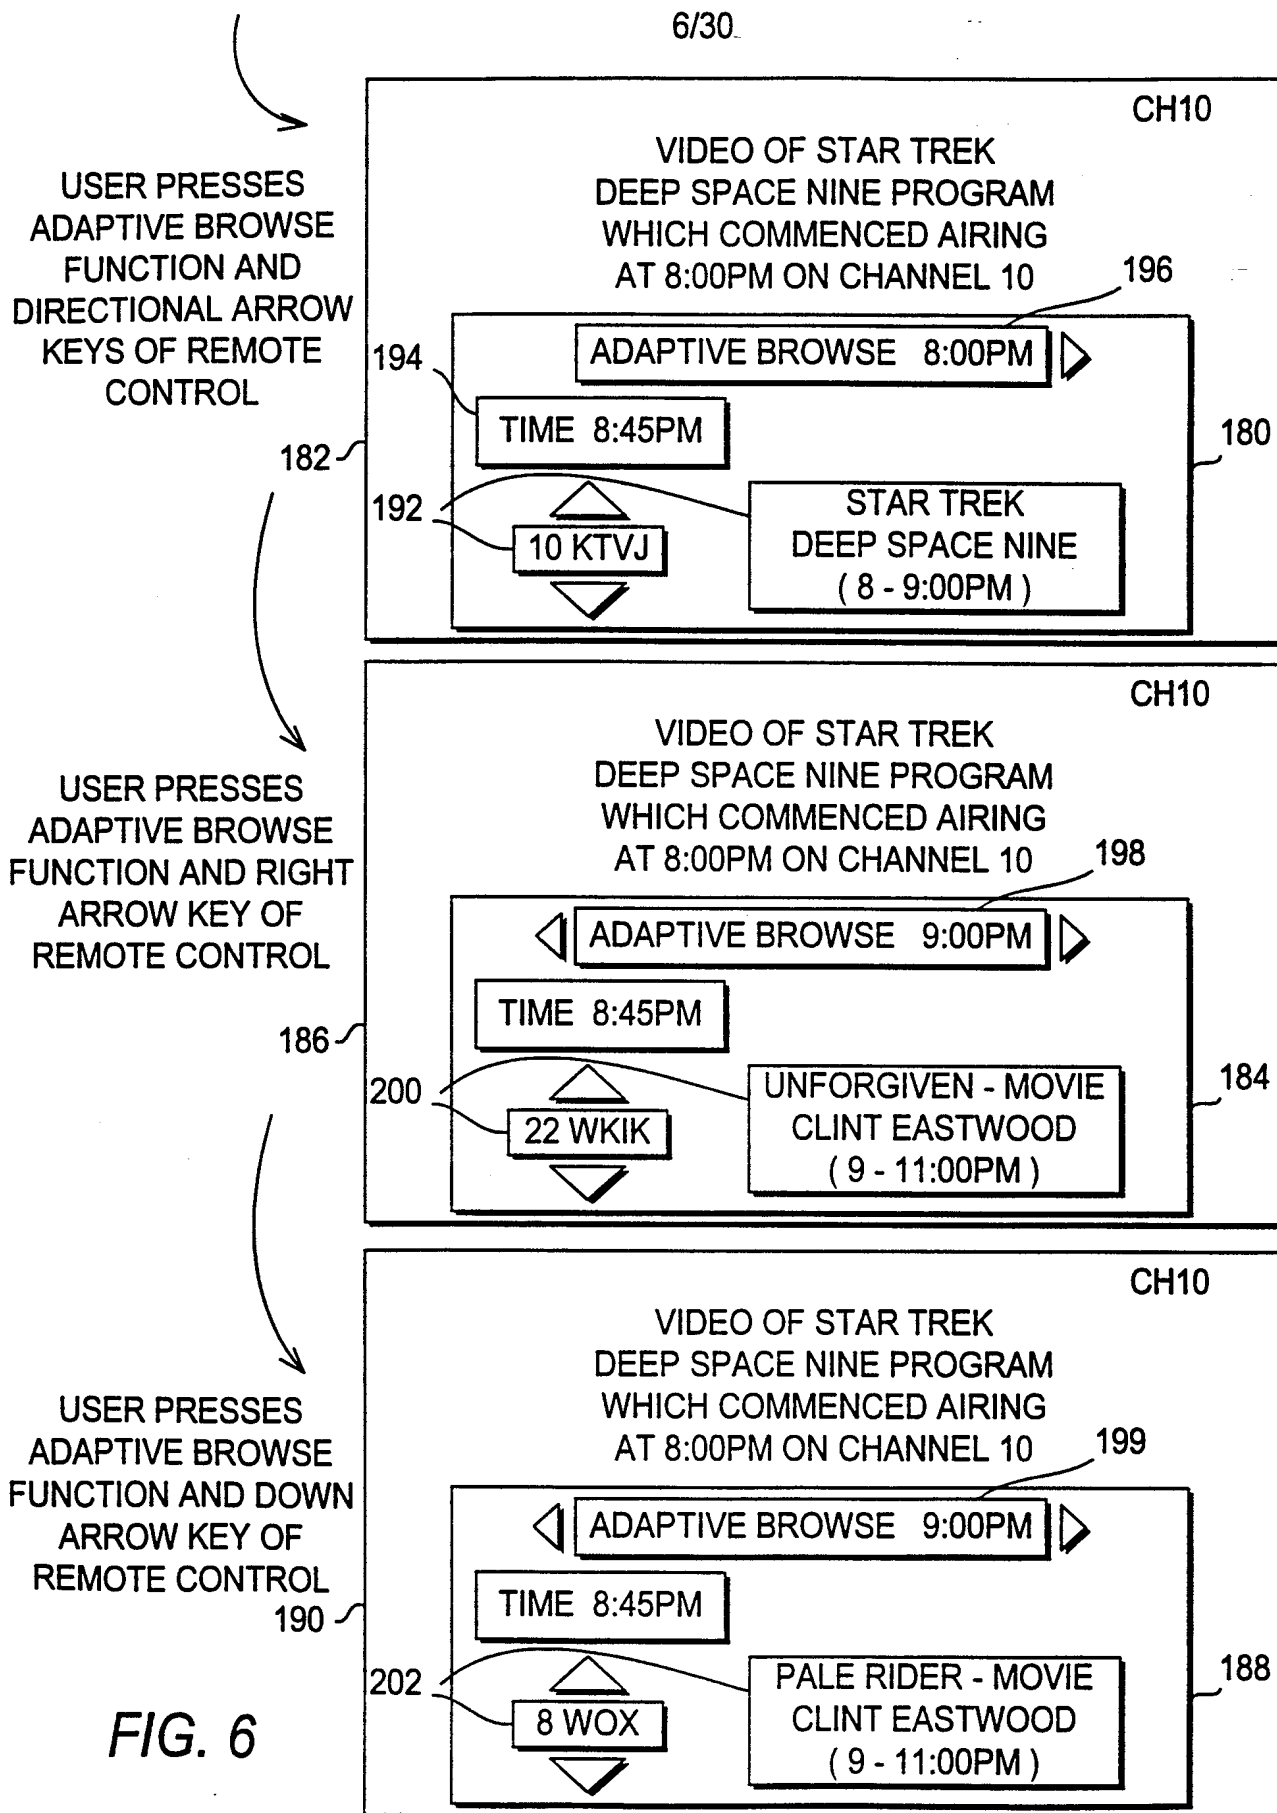 6/30
USER PRESSES
ADAPTIVE BROWSE
FUNCTION AND
DIRECTIONAL ARROW
KEYS OF REMOTE
CONTROL
182
CH10
VIDEO OF STAR TREK
DEEP SPACE NINE PROGRAM
WHICH COMMENCED AIRING
AT 8:00PM ON CHANNEL 10
196
ADAPTIVE BROWSE 8:00PM
194
TIME 8:45PM
180
192
10 KTVJ
STAR TREK
DEEP SPACE NINE
( 8 - 9:00PM )
USER PRESSES
ADAPTIVE BROWSE
FUNCTION AND RIGHT
ARROW KEY OF
REMOTE CONTROL
186
CH10
VIDEO OF STAR TREK
DEEP SPACE NINE PROGRAM
WHICH COMMENCED AIRING
AT 8:00PM ON CHANNEL 10
198
ADAPTIVE BROWSE 9:00PM
TIME 8:45PM
184
200
22 WKIK
UNFORGIVEN - MOVIE
CLINT EASTWOOD
( 9 - 11:00PM )
USER PRESSES
ADAPTIVE BROWSE
FUNCTION AND DOWN
ARROW KEY OF
REMOTE CONTROL
190
CH10
VIDEO OF STAR TREK
DEEP SPACE NINE PROGRAM
WHICH COMMENCED AIRING
AT 8:00PM ON CHANNEL 10
199
ADAPTIVE BROWSE 9:00PM
TIME 8:45PM
188
202
8 WOX
PALE RIDER - MOVIE
CLINT EASTWOOD
( 9 - 11:00PM )
FIG. 6